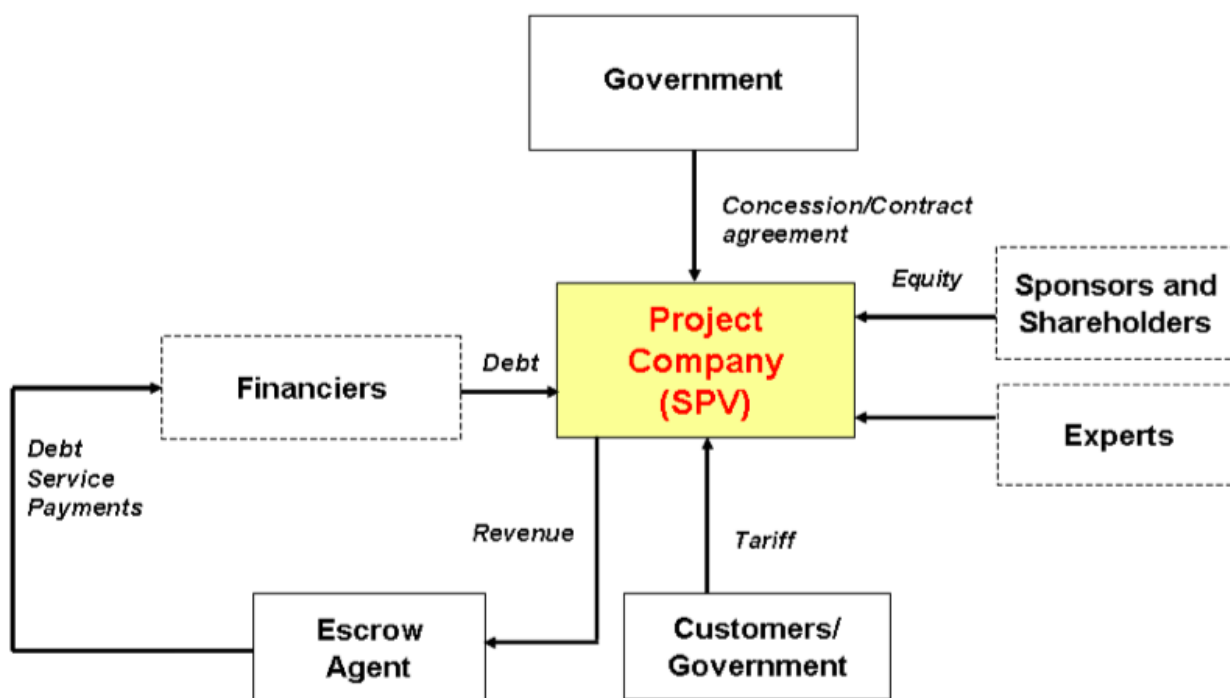 Government
Concession/Contract
agreement
Equity
Sponsors and
Shareholders
Project
Company
(SPV)
Debt
Financiers
Experts
Debt
Service
Payments
Revenue
Tariff
Escrow
Agent
Customers/
Government